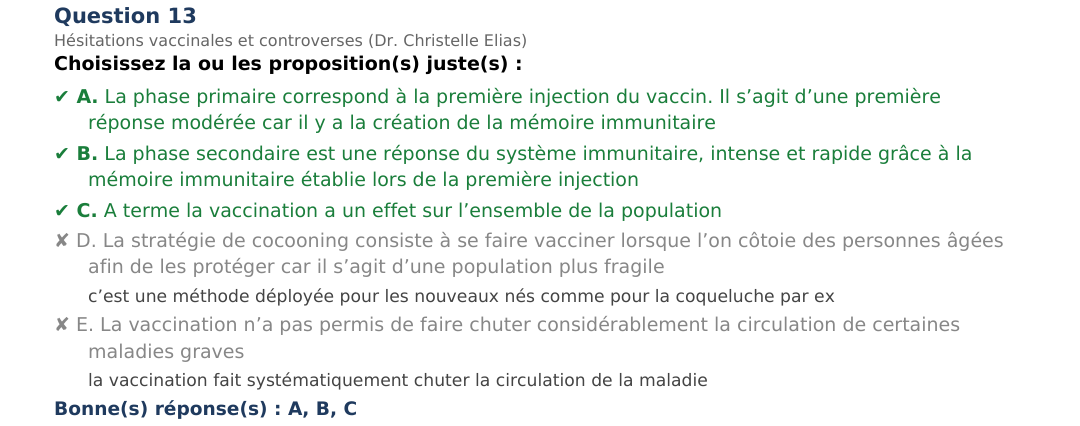 Question 13
Hésitations vaccinales et controverses (Dr. Christelle Elias)
Choisissez la ou les proposition(s) juste(s) :
✔ A. La phase primaire correspond à la première injection du vaccin. Il s’agit d’une première
réponse modérée car il y a la création de la mémoire immunitaire
✔ B. La phase secondaire est une réponse du système immunitaire, intense et rapide grâce à la
mémoire immunitaire établie lors de la première injection
✔ C. A terme la vaccination a un effet sur l’ensemble de la population
✘ D. La stratégie de cocooning consiste à se faire vacciner lorsque l’on côtoie des personnes âgées
afin de les protéger car il s’agit d’une population plus fragile
c’est une méthode déployée pour les nouveaux nés comme pour la coqueluche par ex
✘ E. La vaccination n’a pas permis de faire chuter considérablement la circulation de certaines
maladies graves
la vaccination fait systématiquement chuter la circulation de la maladie
Bonne(s) réponse(s) : A, B, C